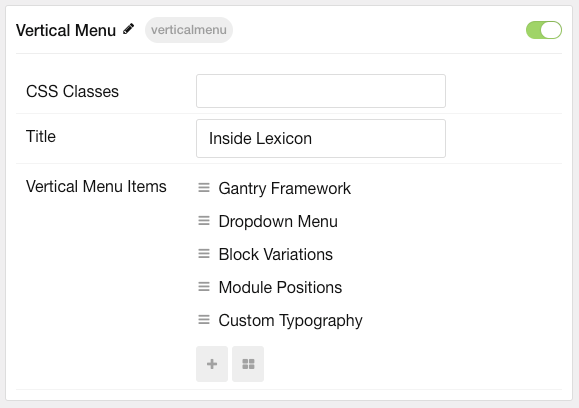 Vertical Menu verticalmenu
CSS Classes
Title Inside Lexicon
Vertical Menu Items Gantry Framework
Dropdown Menu
Block Variations
Module Positions
Custom Typography